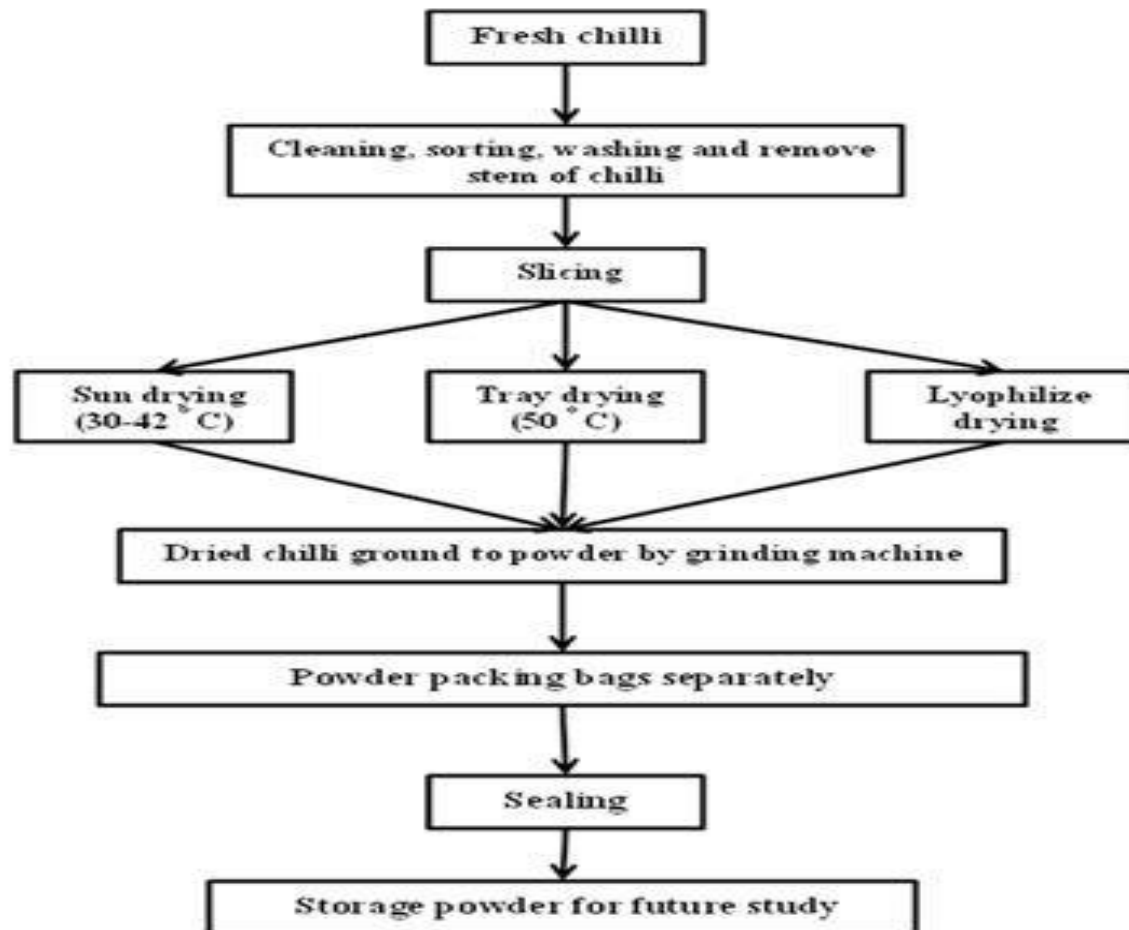 Fresh chilli
Cleaning, sorting, washing and remove
stem of chilli
Slicing
Sun drying
(30-42 °C)
Tray drying
(50 °C)
Lyophilize
drying
Dried chilli ground to powder by grinding machine
Powder packing bags separately
Sealing
Storage powder for future study